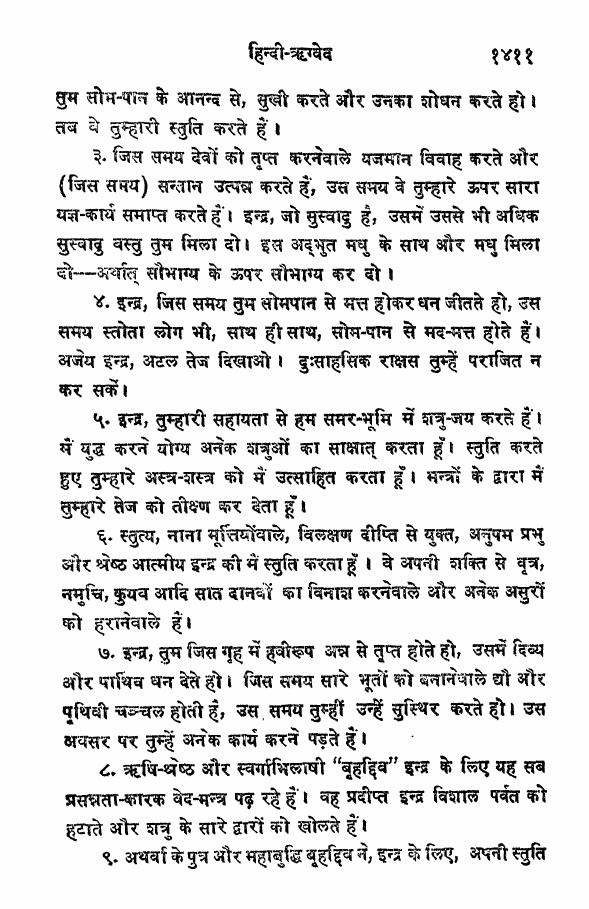 हिन्दी-ऋग्वेद १४११
तुम सोम-पान के आनन्द से, सुखी करते और उनका शोधन करते हो।
तब वे तुम्हारी स्तुति करते हैं।
३. जिस समय देवों को तृप्त करनेवाले यजमान विवाह करते और
(जिस समय) सन्तान उत्पन्न करते हैं, उस समय वे तुम्हारे ऊपर सारा
यज्ञ-कार्य समाप्त करते हैं। इन्द्र, जो सुस्वादु है, उसमें उससे भी अधिक
सुस्वादु वस्तु तुम मिला दो। इस अद्भुत मधु के साथ और मधु मिला
दो—अर्थात् सौभाग्य के ऊपर सौभाग्य कर दो।
४. इन्द्र, जिस समय तुम सोमपान से मत्त होकर धन जीतते हो, उस
समय स्तोता लोग भी, साथ ही साथ, सोम-पान से मद-मत्त होते हैं।
अजेय इन्द्र, अटल तेज दिखाओ। दुःसाहसिक राक्षस तुम्हें पराजित न
कर सकें।
५. इन्द्र, तुम्हारी सहायता से हम समर-भूमि में शत्रु-जय करते हैं।
मैं युद्ध करने योग्य अनेक शत्रुओं का साक्षात् करता हूँ। स्तुति करते
हुए तुम्हारे अस्त्र-शस्त्र को मैं उत्साहित करता हूँ। मन्त्रों के द्वारा मैं
तुम्हारे तेज को तीक्ष्ण कर देता हूँ।
६. स्तुत्य, नाना मूर्त्तियोंवाले, विलक्षण दीप्ति से युक्त, अनुपम प्रभु
और श्रेष्ठ आत्मीय इन्द्र की मैं स्तुति करता हूँ। वे अपनी शक्ति से वृत्र,
नमुचि, कुयव आदि सात दानवों का विनाश करनेवाले और अनेक असुरों
को हरानेवाले हैं।
७. इन्द्र, तुम जिस गृह में हवीरूप अन्न से तृप्त होते हो, उसमें दिव्य
और पार्थिव धन देते हो। जिस समय सारे भूतों को बनानेवाले द्यौ और
पृथिवी चञ्चल होती हैं, उस समय तुम्हीं उन्हें सुस्थिर करते हो। उस
अवसर पर तुम्हें अनेक कार्य करने पड़ते हैं।
८. ऋषि-श्रेष्ठ और स्वर्गाभिलाषी "बृहद्दिव" इन्द्र के लिए यह सब
प्रसन्नता-कारक वेद-मन्त्र पढ़ रहे हैं। वह प्रदीप्त इन्द्र विशाल पर्वत को
हटाते और शत्रु के सारे द्वारों को खोलते हैं।
९. अथर्वा के पुत्र और महाबुद्धि बृहद्दिव ने, इन्द्र के लिए, अपनी स्तुति